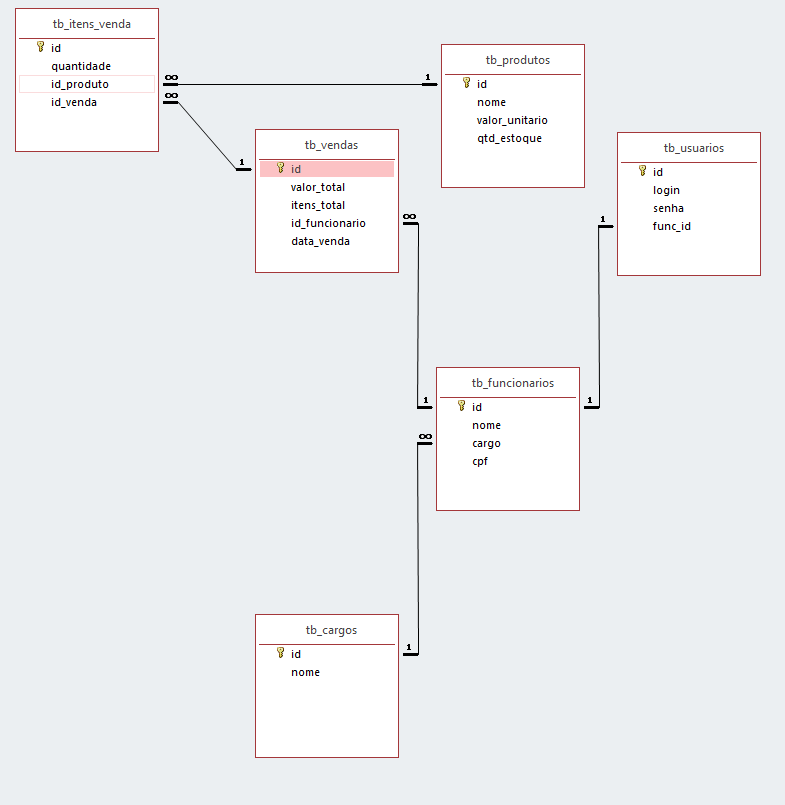 tb_itens_venda
id
quantidade
id_produto
id_venda
∞
∞
1
1
tb_produtos
id
nome
valor_unitario
qtd_estoque
tb_vendas
id
valor_total
itens_total
id_funcionario
data_venda
∞
1
tb_usuarios
id
login
senha
func_id
1
1
tb_funcionarios
id
nome
cargo
cpf
∞
1
tb_cargos
id
nome